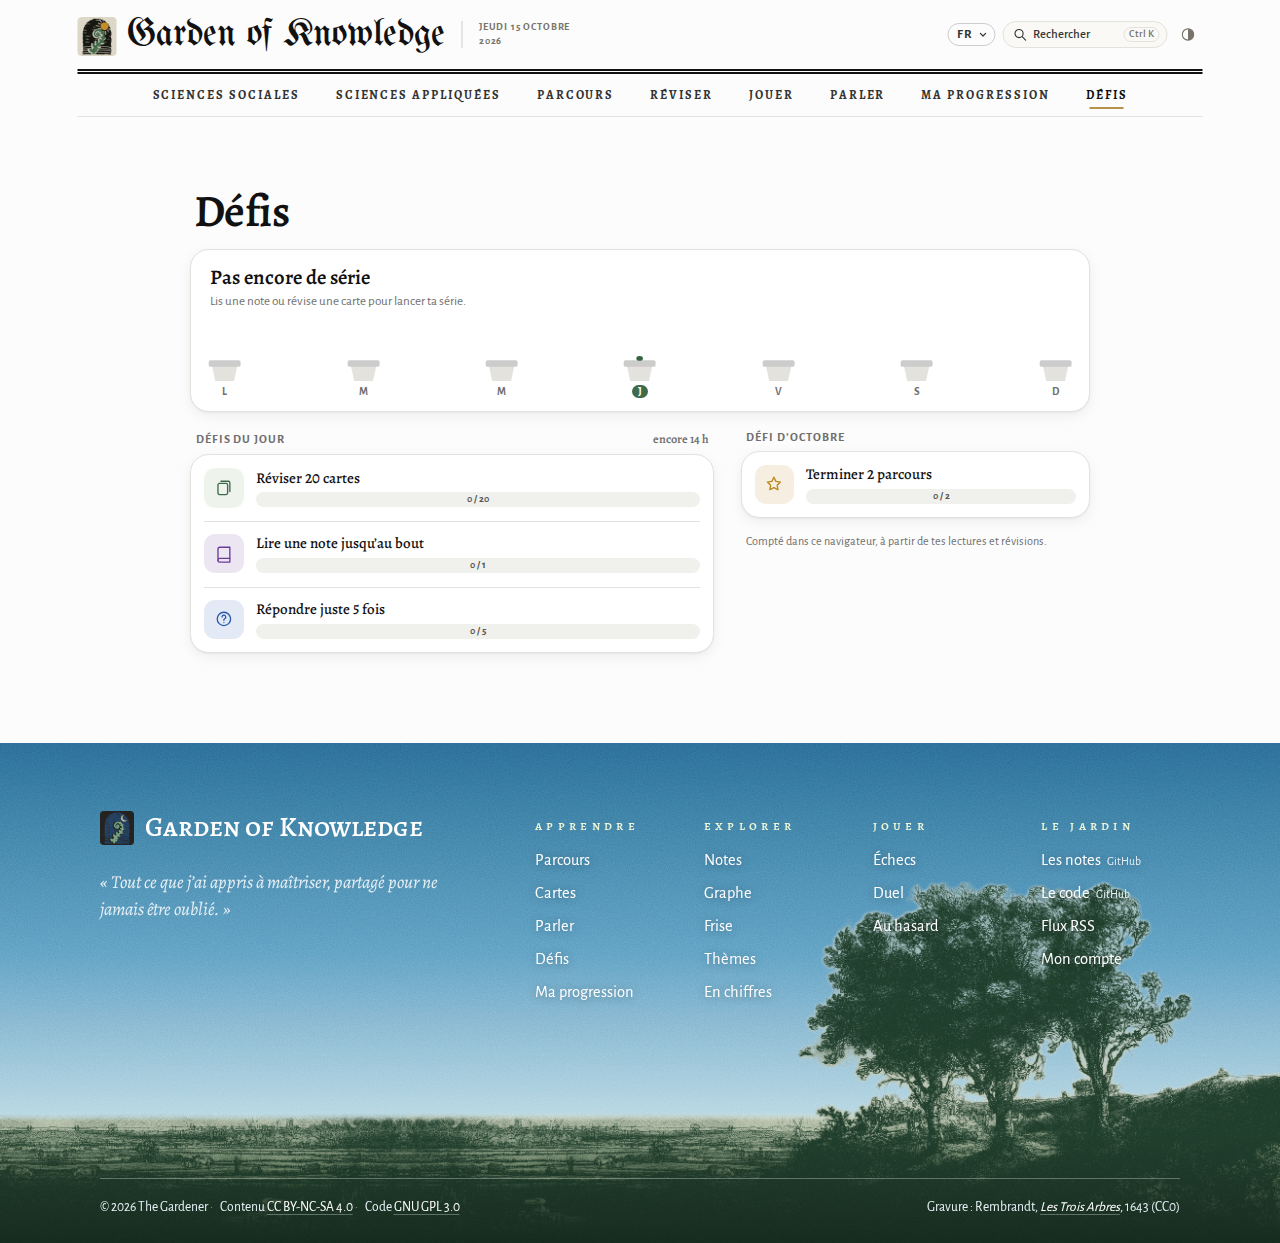 Garden of Knowledge
JEUDI 15 OCTOBRE
2026
FR
Rechercher
Ctrl K
SCIENCES SOCIALES
SCIENCES APPLIQUÉES
PARCOURS
RÉVISER
JOUER
PARLER
MA PROGRESSION
DÉFIS
Défis
Pas encore de série
Lis une note ou révise une carte pour lancer ta série.
L
M
M
J
V
S
D
DÉFIS DU JOUR
encore 14 h
Réviser 20 cartes
0 / 20
Lire une note jusqu’au bout
0 / 1
Répondre juste 5 fois
0 / 5
DÉFI D’OCTOBRE
Terminer 2 parcours
0 / 2
Compté dans ce navigateur, à partir de tes lectures et révisions.
Garden of Knowledge
« Tout ce que j’ai appris à maîtriser, partagé pour ne
jamais être oublié. »
APPRENDRE
Parcours
Cartes
Parler
Défis
Ma progression
EXPLORER
Notes
Graphe
Frise
Thèmes
En chiffres
JOUER
Échecs
Duel
Au hasard
LE JARDIN
Les notes GitHub
Le code GitHub
Flux RSS
Mon compte
© 2026 The Gardener · Contenu CC BY-NC-SA 4.0 · Code GNU GPL 3.0
Gravure : Rembrandt, Les Trois Arbres, 1643 (CC0)